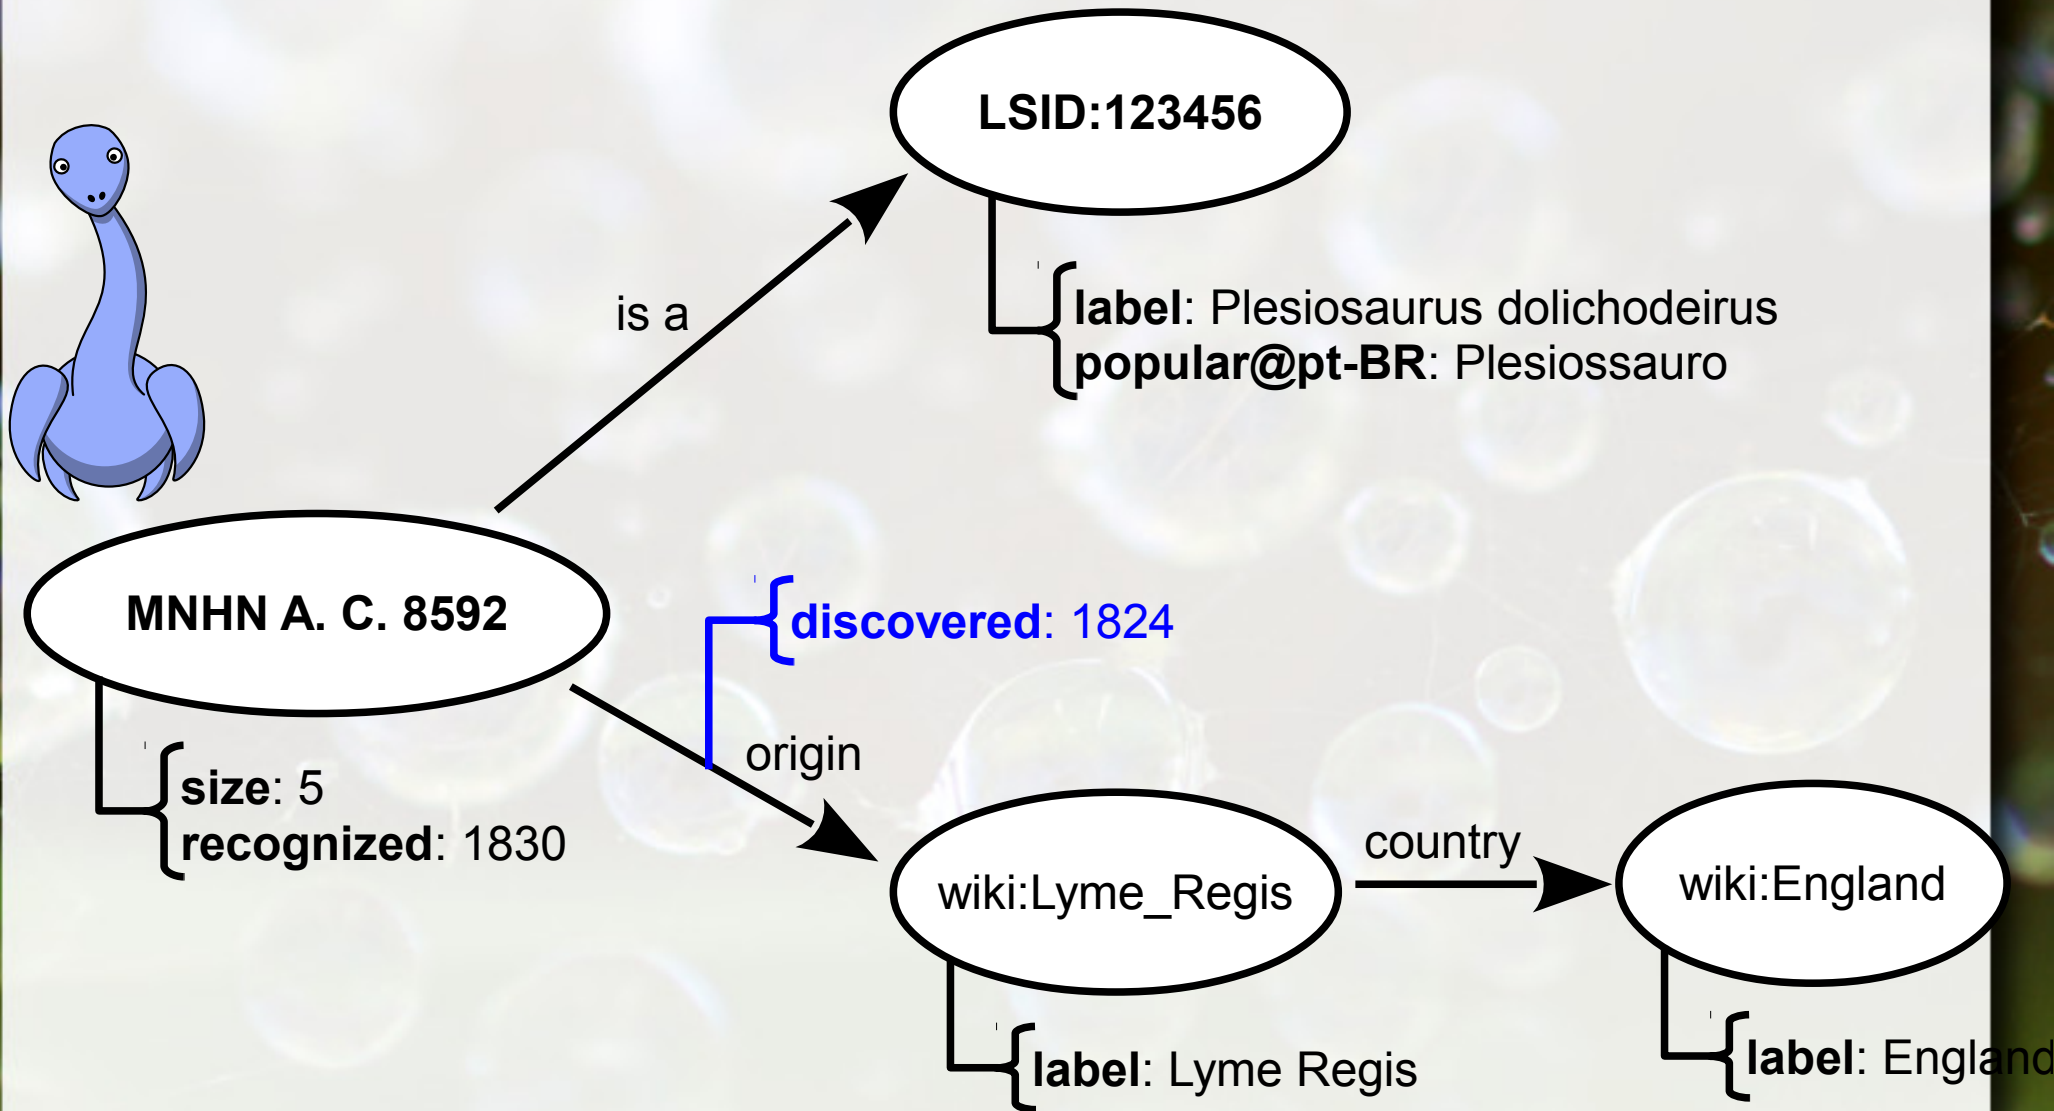 LSID:123456
is a
label: Plesiosaurus dolichodeirus
popular@pt-BR: Plesiossauro
MNHN A. C. 8592
discovered: 1824
origin
size: 5
recognized: 1830
country
wiki:Lyme_Regis
wiki:England
label: Lyme Regis
label: England